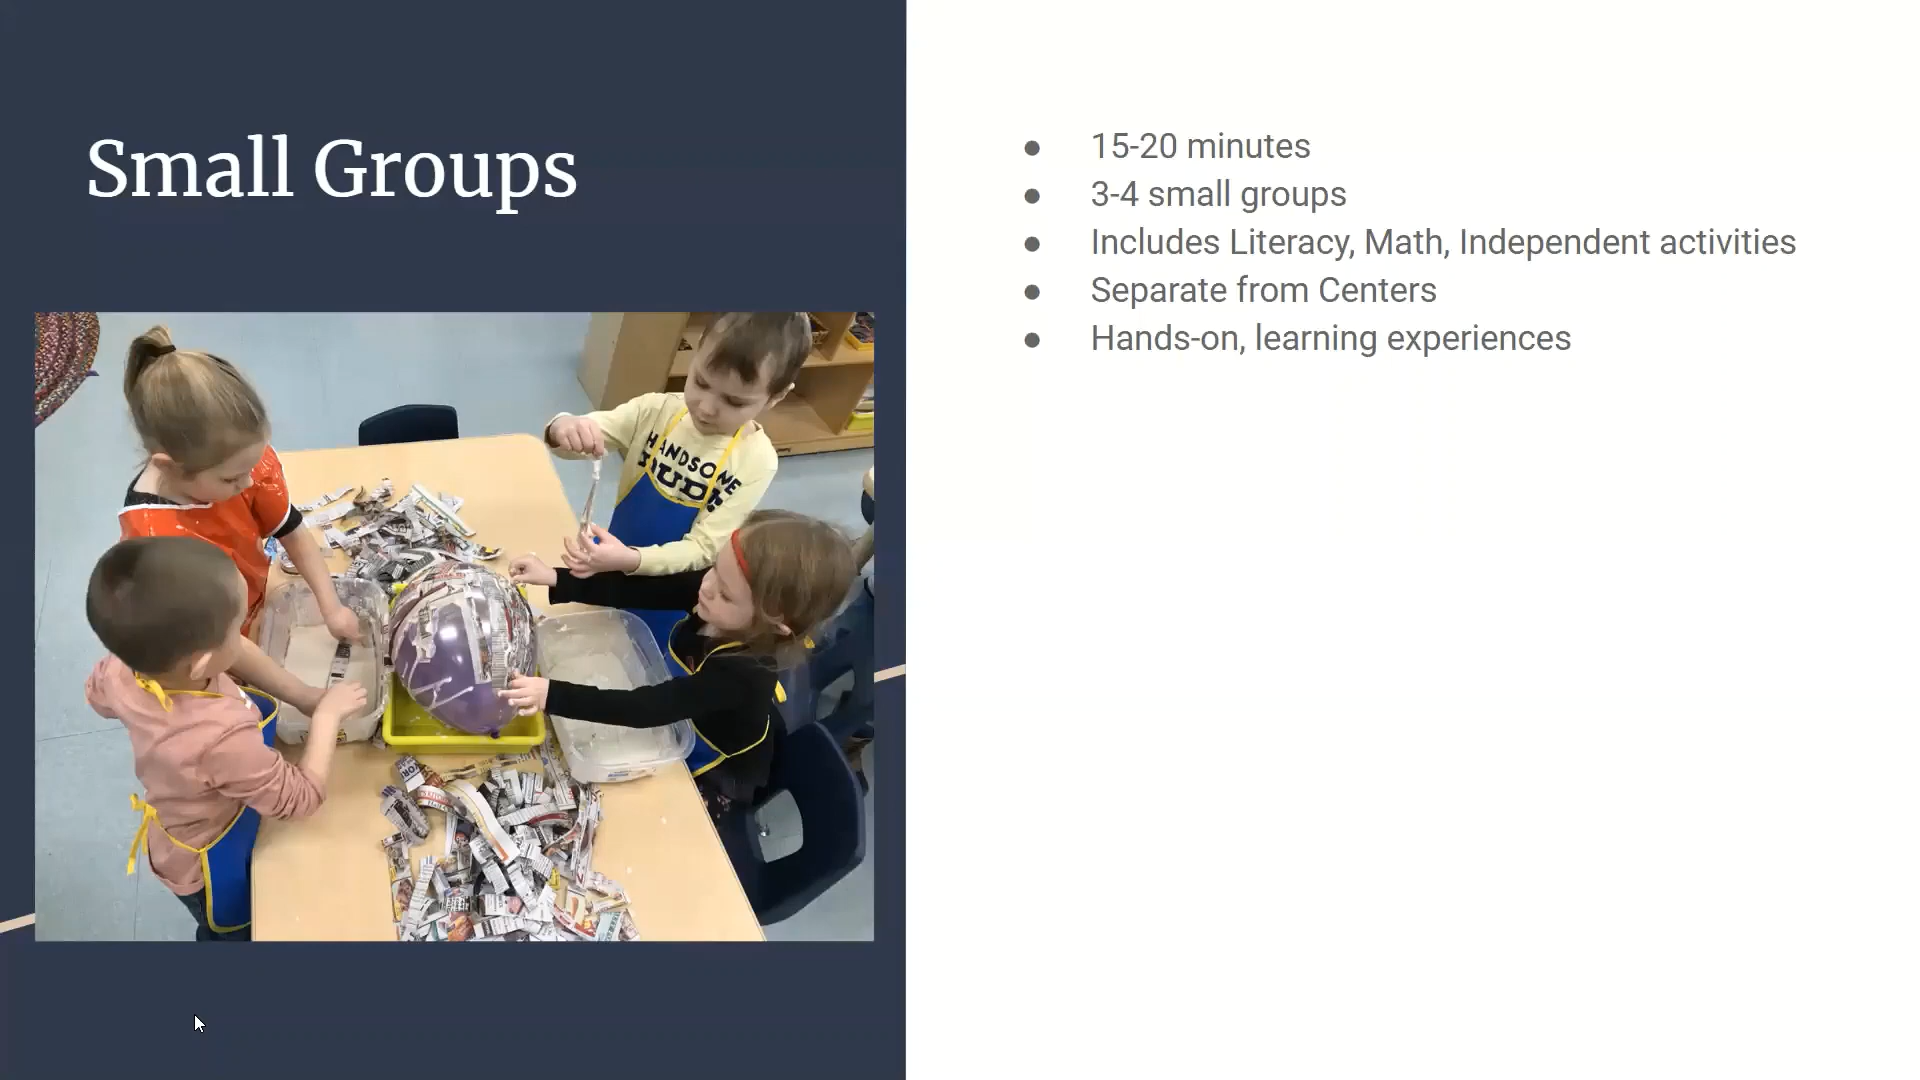 Small Groups
15-20 minutes
3-4 small groups
Includes Literacy, Math, Independent activities
Separate from Centers
Hands-on, learning experiences
HANDSOME